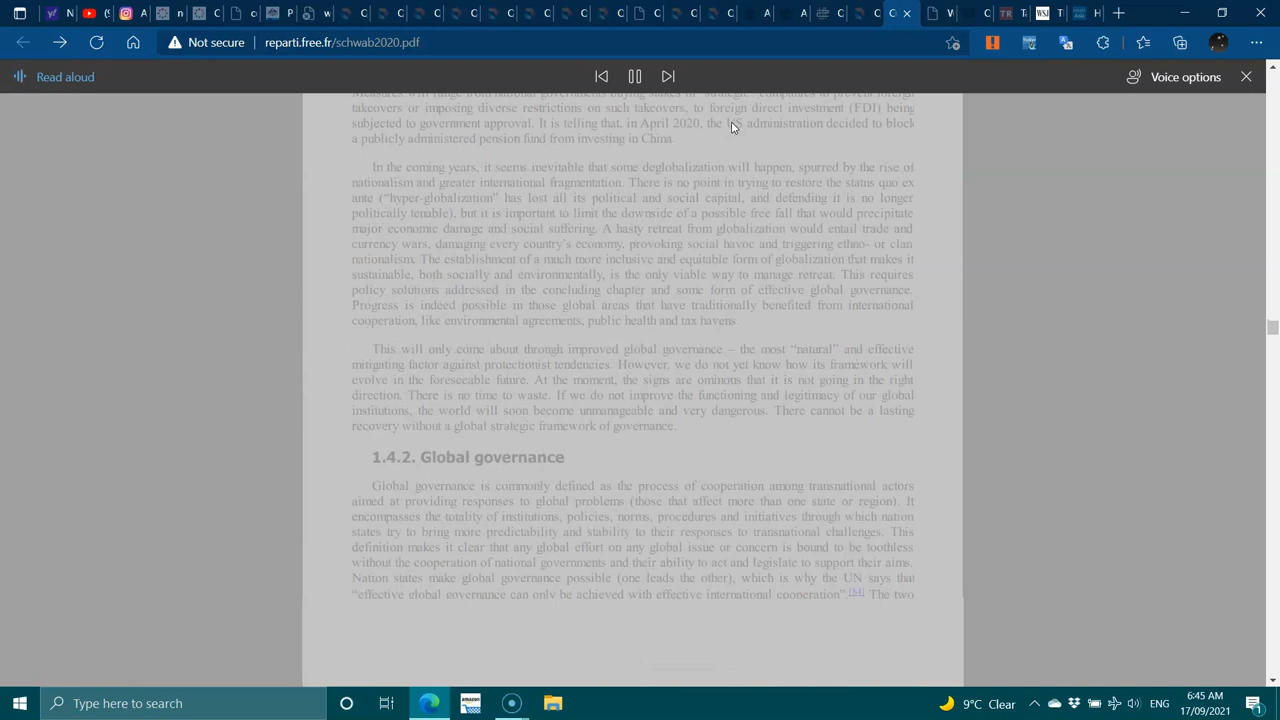 N
A
n
C
w
P
w
C
C
C
C
C
C
C
C
C
C
C
A
A
C
C
C
W
C
TR T
WSJ T
H
Not secure reparti.free.fr/schwab2020.pdf
Read aloud
Voice options
Measures will range from national governments buying stakes in "strategic" companies to prevent foreign
takeovers or imposing diverse restrictions on such takeovers, to foreign direct investment (FDI) being
subjected to government approval. It is telling that, in April 2020, the US administration decided to block
a publicly administered pension fund from investing in China.
In the coming years, it seems inevitable that some deglobalization will happen, spurred by the rise of
nationalism and greater international fragmentation. There is no point in trying to restore the status quo ex
ante (“hyper-globalization” has lost all its political and social capital, and defending it is no longer
politically tenable), but it is important to limit the downside of a possible free fall that would precipitate
major economic damage and social suffering. A hasty retreat from globalization would entail trade and
currency wars, damaging every country’s economy, provoking social havoc and triggering ethno- or clan
nationalism. The establishment of a much more inclusive and equitable form of globalization that makes it
sustainable, both socially and environmentally, is the only viable way to manage retreat. This requires
policy solutions addressed in the concluding chapter and some form of effective global governance.
Progress is indeed possible in those global areas that have traditionally benefited from international
cooperation, like environmental agreements, public health and tax havens.
This will only come about through improved global governance – the most “natural” and effective
mitigating factor against protectionist tendencies. However, we do not yet know how its framework will
evolve in the foreseeable future. At the moment, the signs are ominous that it is not going in the right
direction. There is no time to waste. If we do not improve the functioning and legitimacy of our global
institutions, the world will soon become unmanageable and very dangerous. There cannot be a lasting
recovery without a global strategic framework of governance.
1.4.2. Global governance
Global governance is commonly defined as the process of cooperation among transnational actors
aimed at providing responses to global problems (those that affect more than one state or region). It
encompasses the totality of institutions, policies, norms, procedures and initiatives through which nation
states try to bring more predictability and stability to their responses to transnational challenges. This
definition makes it clear that any global effort on any global issue or concern is bound to be toothless
without the cooperation of national governments and their ability to act and legislate to support their aims.
Nation states make global governance possible (one leads the other), which is why the UN says that
“effective global governance can only be achieved with effective international cooperation”.[84] The two
Type here to search
amazon
9°C Clear
ENG
6:45 AM
17/09/2021
1